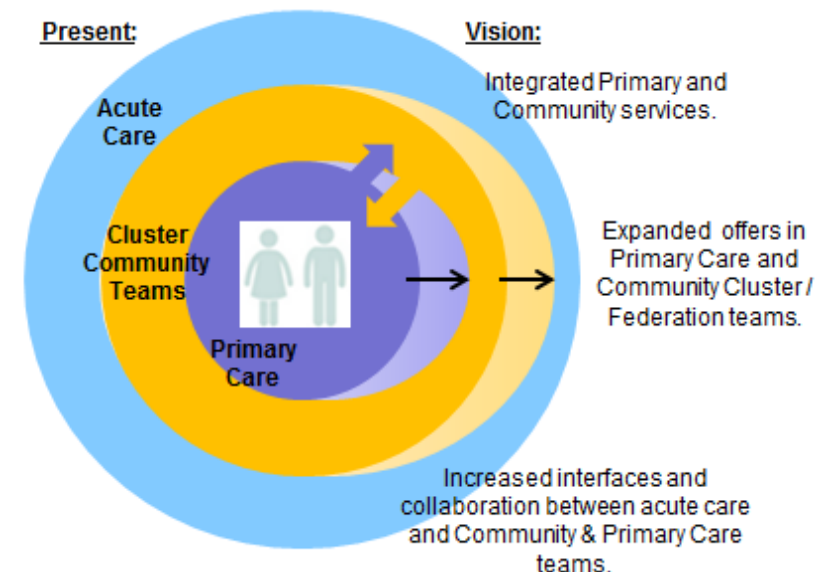 Present:
Vision:
Acute
Care
Cluster
Community
Teams
Primary
Care
Integrated Primary and
Community services.
Expanded offers in
Primary Care and
Community Cluster /
Federation teams.
Increased interfaces and
collaboration between acute care
and Community & Primary Care
teams.